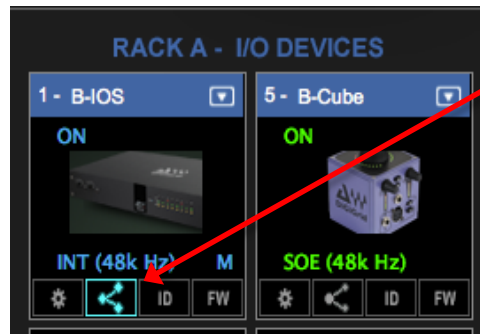 RACK A - I/O DEVICES
1 - B-IOS
5 - B-Cube
ON
ON
INT (48k Hz) M
SOE (48k Hz)
ID FW
ID FW